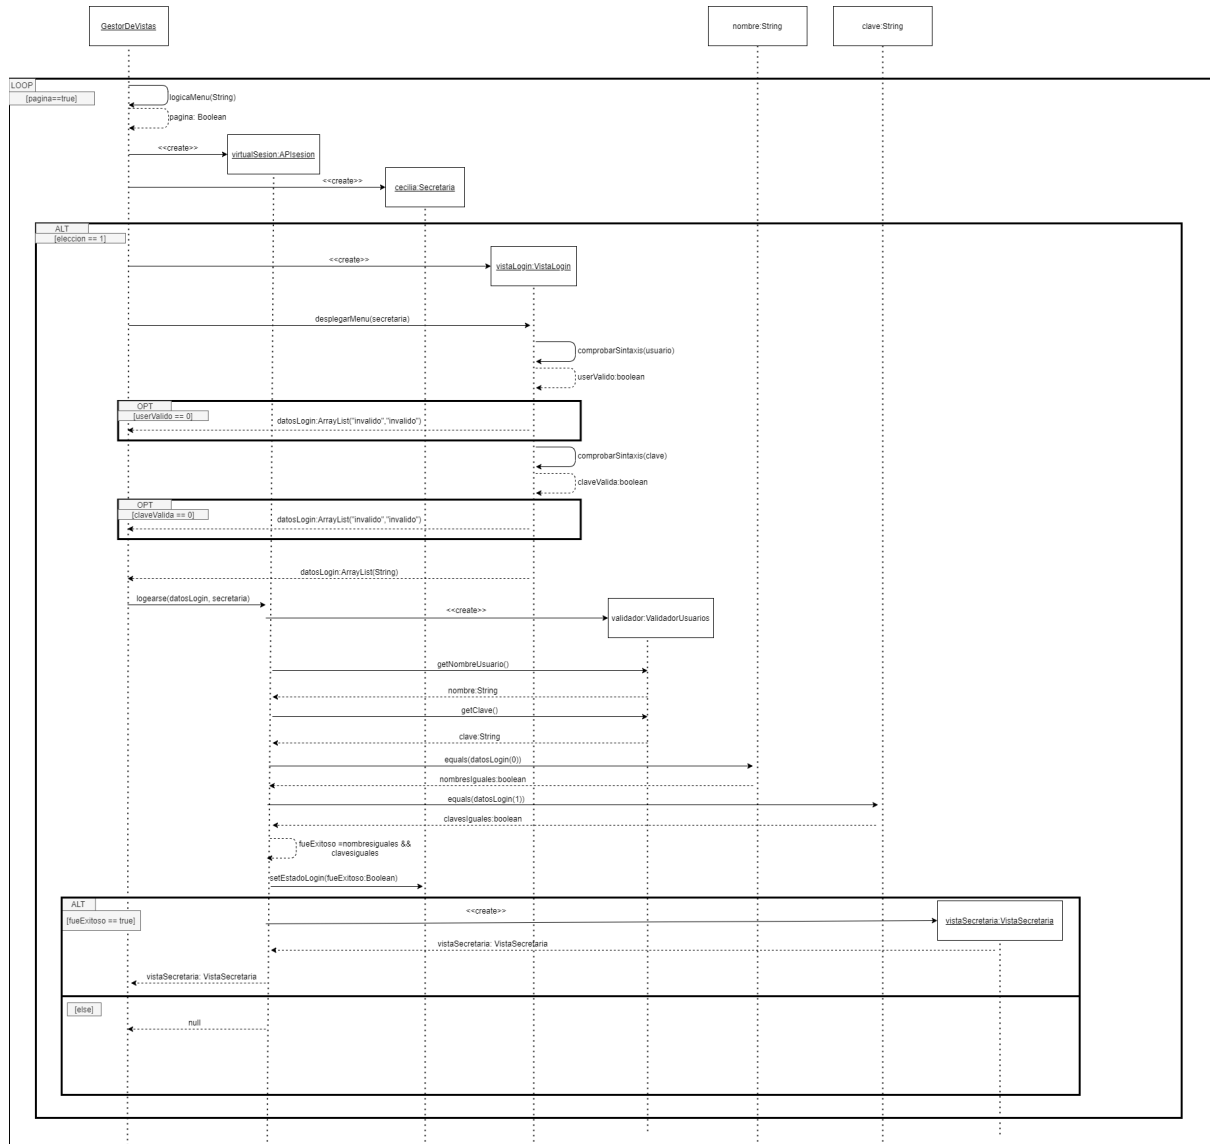 GestorDeVistas
nombre:String
clave:String
LOOP
[pagina==true]
logicaMenu(String)
pagina: Boolean
<<create>>
virtualSesion:APIsesion
<<create>>
cecilia:Secretaria
ALT
[eleccion == 1]
<<create>>
vistaLogin:VistaLogin
desplegarMenu(secretaria)
comprobarSintaxis(usuario)
userValido:boolean
OPT
[userValido == 0]
datosLogin:ArrayList("invalido","invalido")
comprobarSintaxis(clave)
claveValida:boolean
OPT
[claveValida == 0]
datosLogin:ArrayList("invalido","invalido")
datosLogin:ArrayList(String)
logearse(datosLogin, secretaria)
<<create>>
validador:ValidadorUsuarios
getNombreUsuario()
nombre:String
getClave()
clave:String
equals(datosLogin(0))
nombresIguales:boolean
equals(datosLogin(1))
clavesIguales:boolean
fueExitoso =nombresiguales &&
clavesiguales
setEstadoLogin(fueExitoso:Boolean)
ALT
[fueExitoso == true]
<<create>>
vistaSecretaria:VistaSecretaria
vistaSecretaria: VistaSecretaria
vistaSecretaria: VistaSecretaria
[else]
null